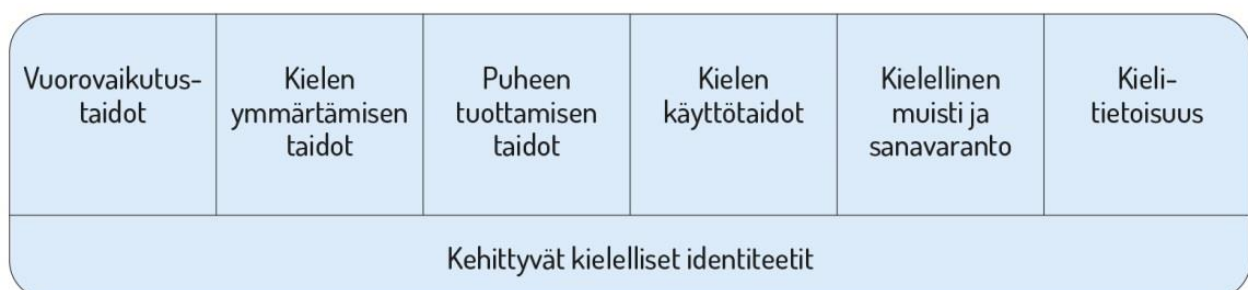 Vuorovaikutus-
taidot
Kielen
ymmärtämisen
taidot
Puheen
tuottamisen
taidot
Kielen
käyttötaidot
Kielellinen
muisti ja
sanavaranto
Kieli-
tietoisuus
Kehittyvät kielelliset identiteetit